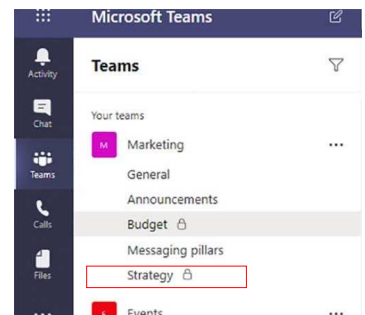 Microsoft Teams
Activity
Teams
Chat
Your teams
M Marketing
Teams
General
Announcements
Calls
Budget
Messaging pillars
Files
Strategy
Events